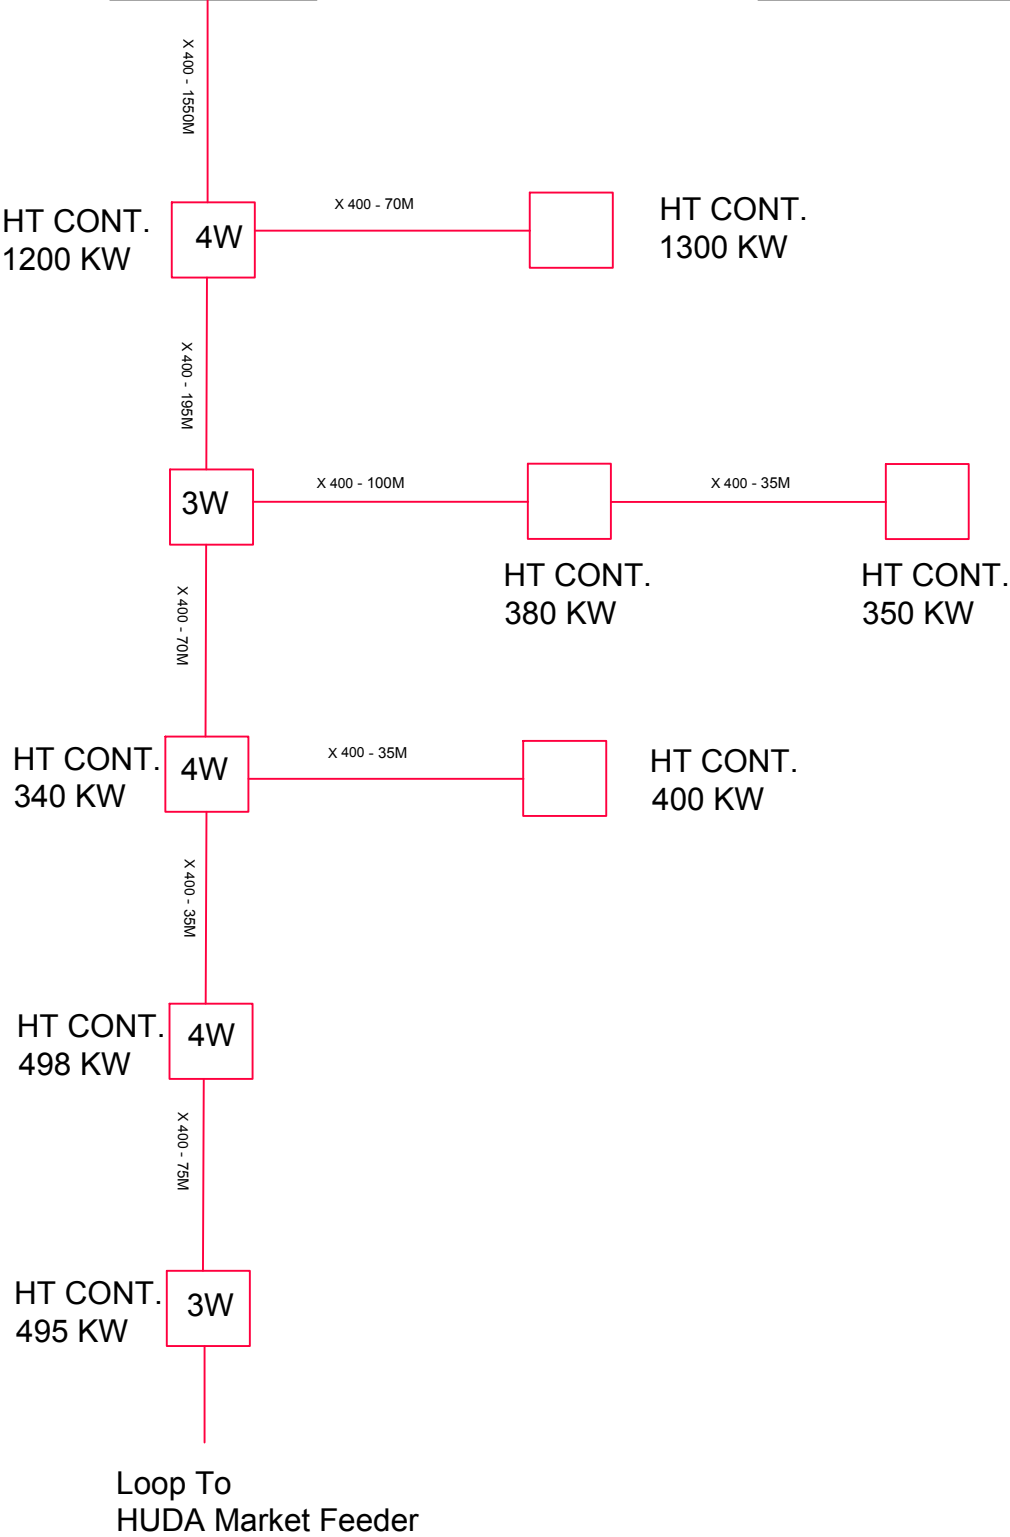 X 400 - 1550M
HT CONT.
1200 KW
4W
X 400 - 70M
HT CONT.
1300 KW
X 400 - 195M
3W
X 400 - 100M
X 400 - 35M
HT CONT.
380 KW
HT CONT.
350 KW
X 400 - 70M
HT CONT.
340 KW
4W
X 400 - 35M
HT CONT.
400 KW
X 400 - 35M
HT CONT.
498 KW
4W
X 400 - 75M
HT CONT.
495 KW
3W
Loop To
HUDA Market Feeder